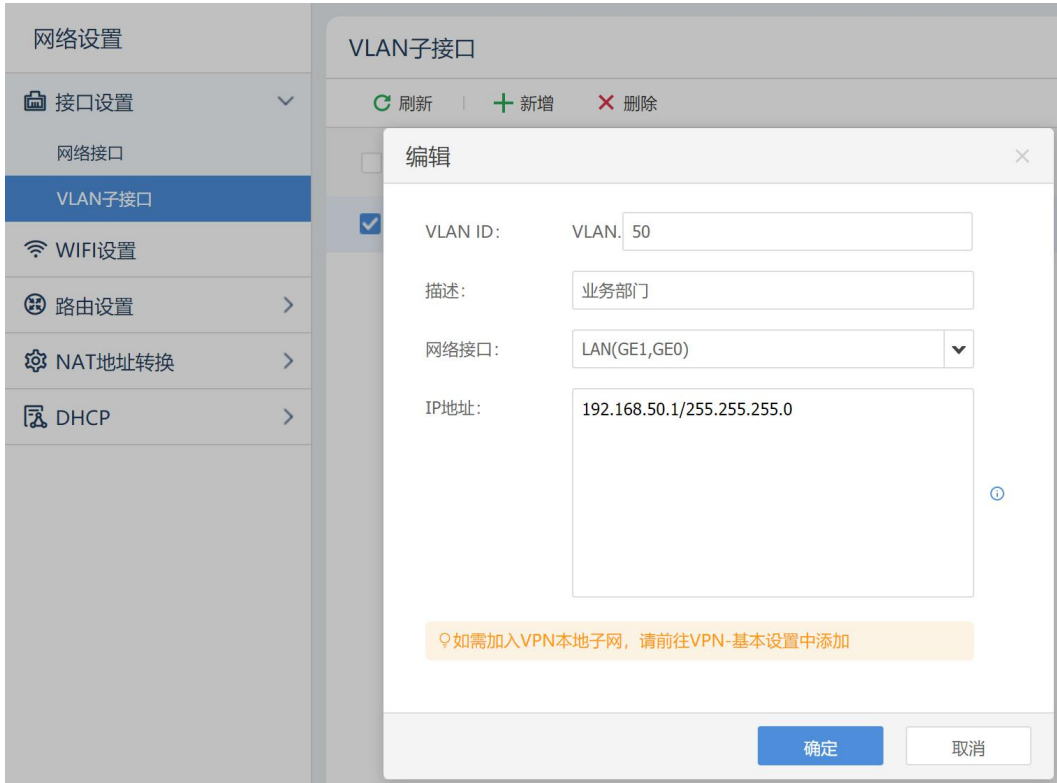 网络设置
接口设置
网络接口
VLAN子接口
WIFI设置
路由设置
NAT地址转换
DHCP
VLAN子接口
刷新 新增 删除
编辑
VLAN ID: VLAN. 50
描述: 业务部门
网络接口: LAN(GE1,GE0)
IP地址: 192.168.50.1/255.255.255.0
如需加入VPN本地子网，请前往VPN-基本设置中添加
确定 取消